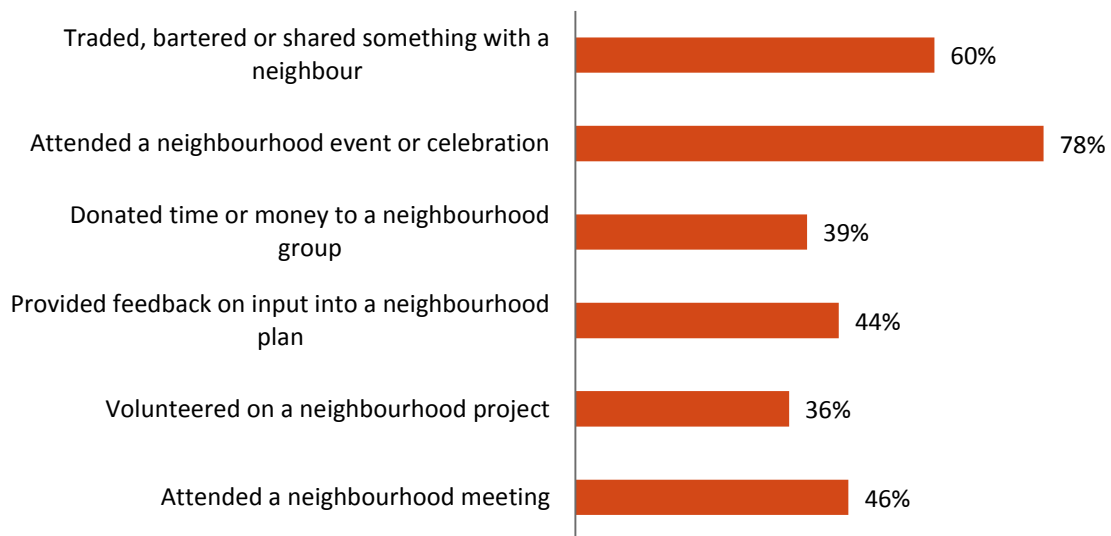 Traded, bartered or shared something with a
neighbour
60%
Attended a neighbourhood event or celebration
78%
Donated time or money to a neighbourhood
group
39%
Provided feedback on input into a neighbourhood
plan
44%
Volunteered on a neighbourhood project
36%
Attended a neighbourhood meeting
46%